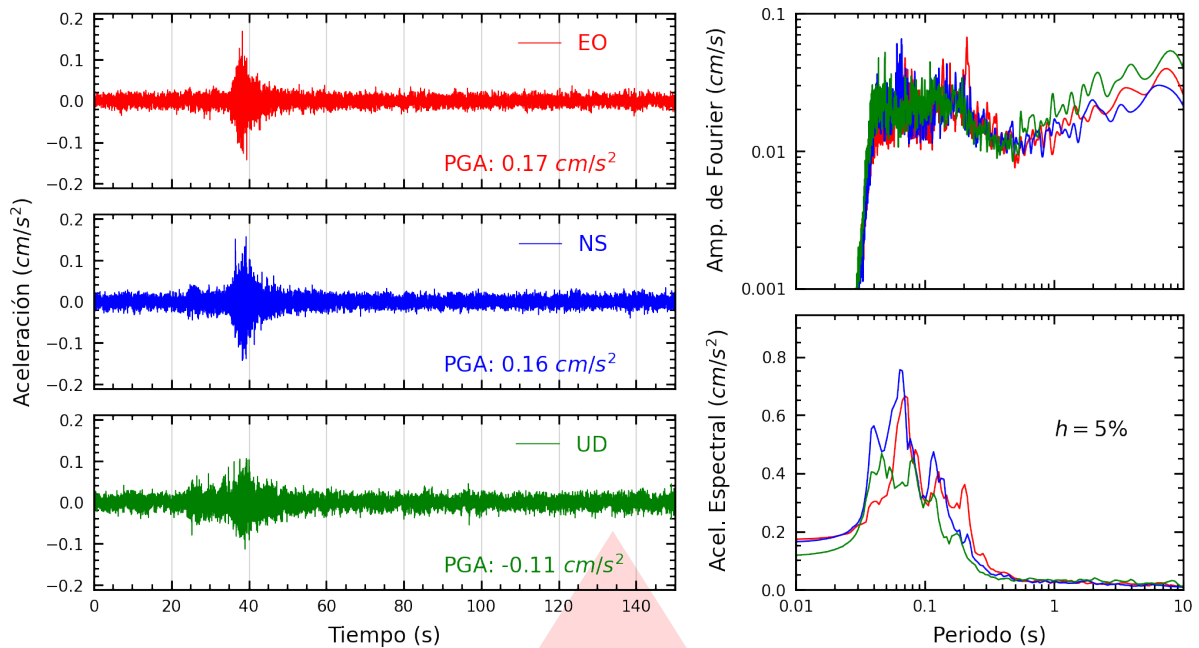 Aceleración (cm/s²)
0.2
0.1
0.0
−0.1
−0.2
EO
PGA: 0.17 cm/s²
0.2
0.1
0.0
−0.1
−0.2
NS
PGA: 0.16 cm/s²
0.2
0.1
0.0
−0.1
−0.2
UD
PGA: -0.11 cm/s²
0 20 40 60 80 100 120 140
Tiempo (s)
Amp. de Fourier (cm/s)
0.1
0.01
0.001
Acel. Espectral (cm/s²)
0.8
0.6
0.4
0.2
0.0
h = 5%
0.01 0.1 1 10
Periodo (s)